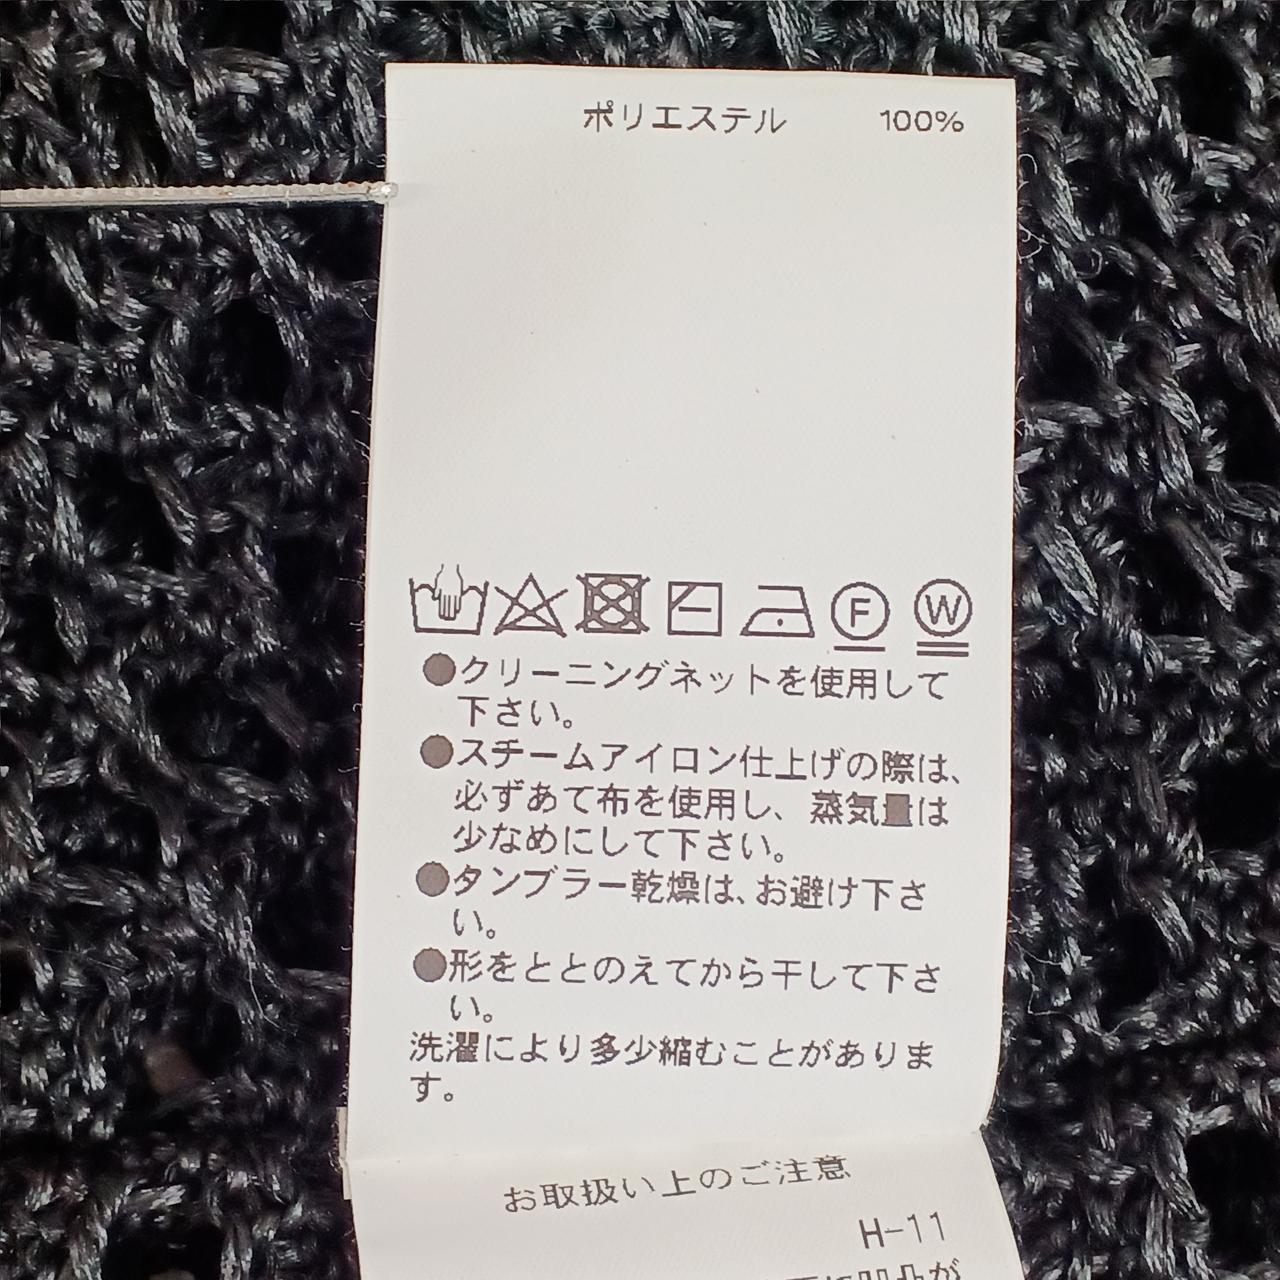 ポリエステル 100%
F W
●クリーニングネットを使用して
下さい。
●スチームアイロン仕上げの際は、
必ずあて布を使用し、蒸気量は
少なめにして下さい。
●タンブラー乾燥は、お避け下さ
い。
●形をととのえてから干して下さ
い。
洗濯により多少縮むことがありま
す。
お取扱い上のご注意
H-11